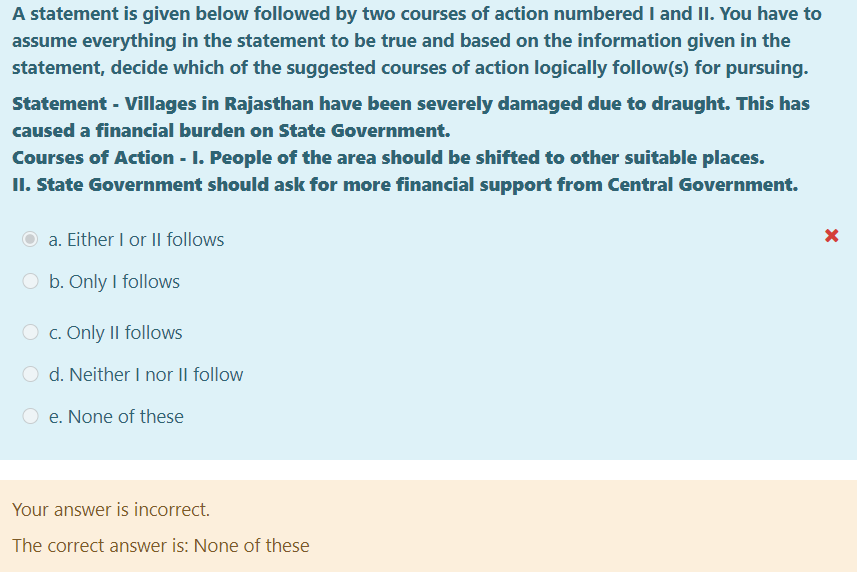 A statement is given below followed by two courses of action numbered I and II. You have to
assume everything in the statement to be true and based on the information given in the
statement, decide which of the suggested courses of action logically follow(s) for pursuing.
Statement - Villages in Rajasthan have been severely damaged due to draught. This has
caused a financial burden on State Government.
Courses of Action - I. People of the area should be shifted to other suitable places.
II. State Government should ask for more financial support from Central Government.
a. Either I or II follows
b. Only I follows
c. Only II follows
d. Neither I nor II follow
e. None of these
Your answer is incorrect.
The correct answer is: None of these